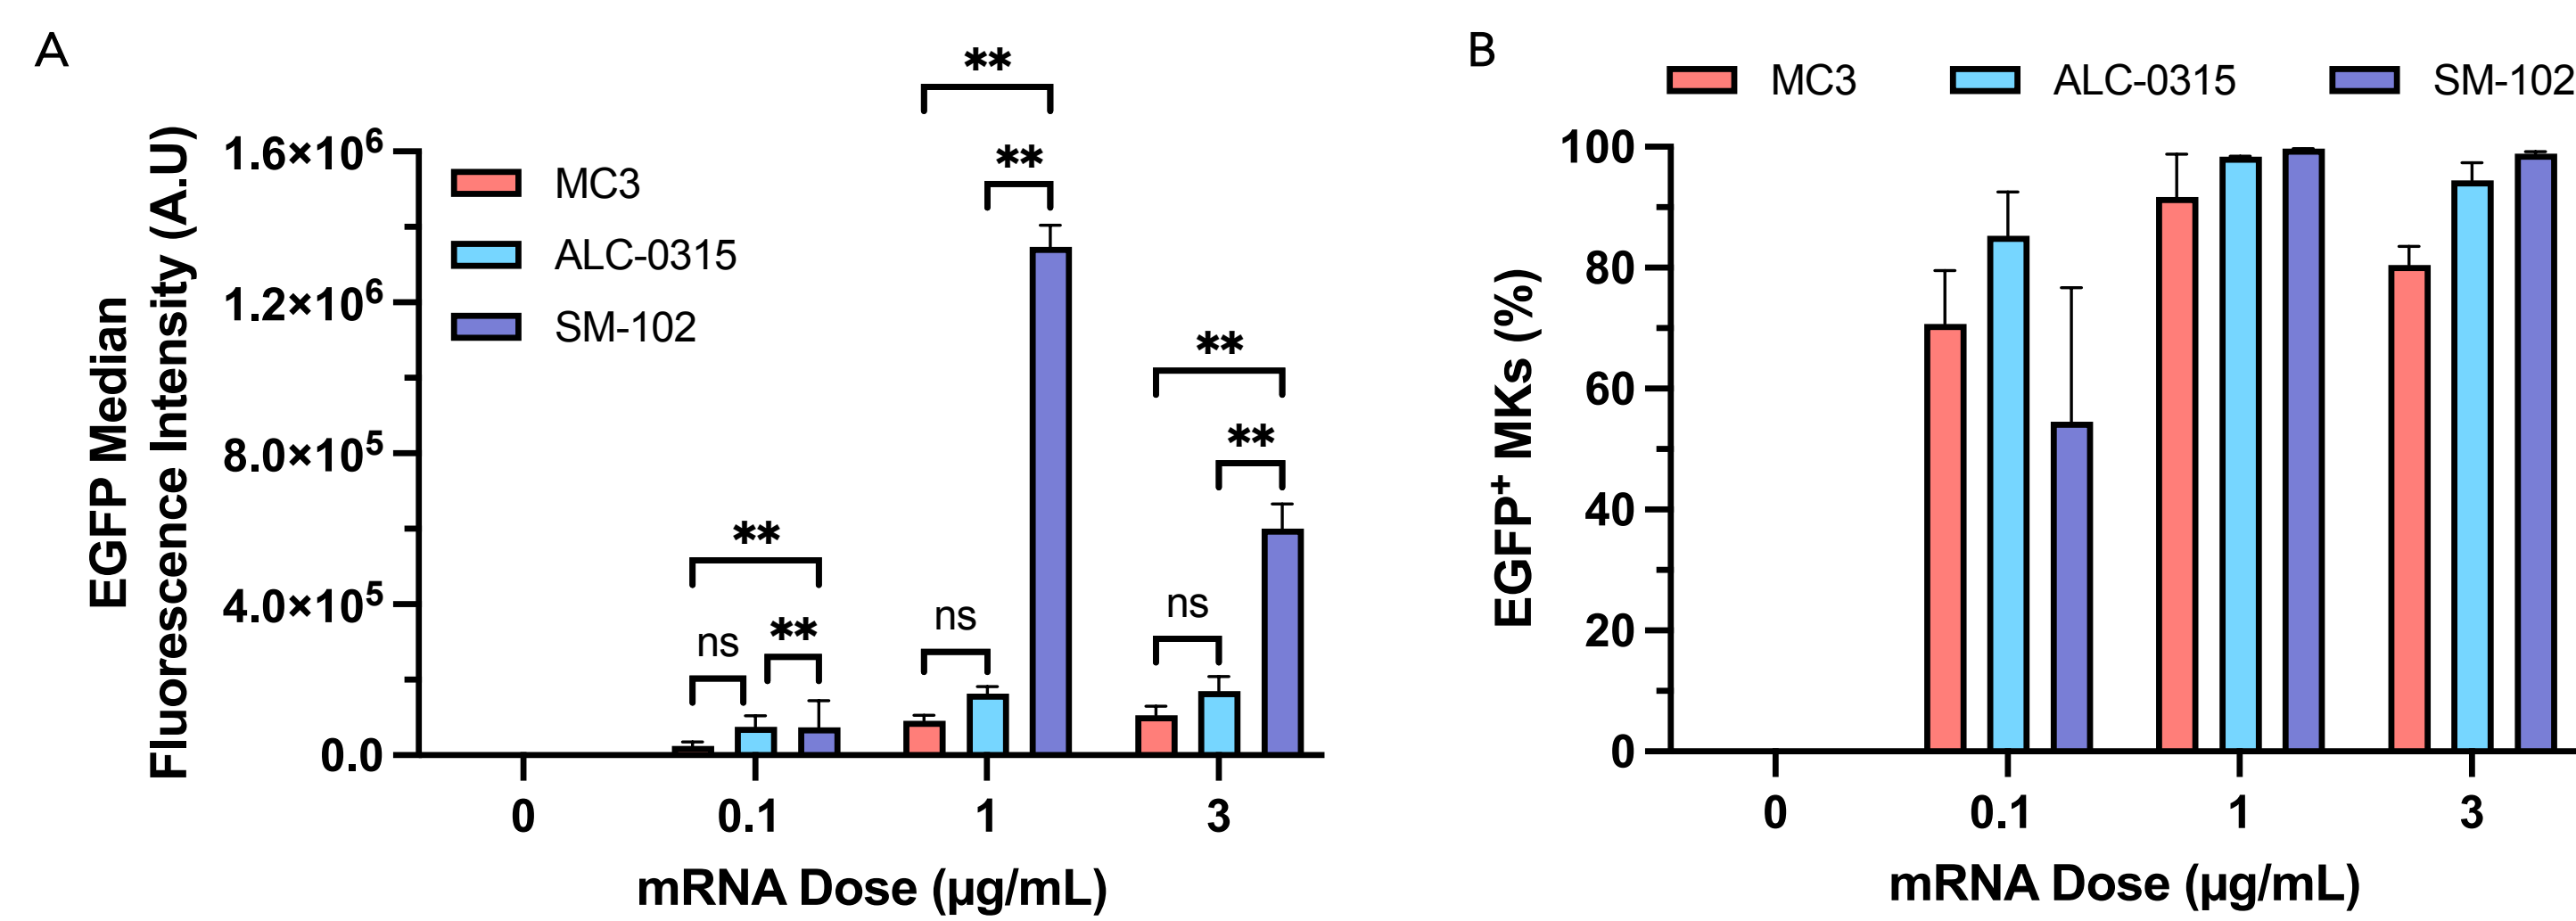 A
EGFP Median
Fluorescence Intensity (A.U)
1.6×10⁶
1.2×10⁶
8.0×10⁵
4.0×10⁵
0.0
MC3
ALC-0315
SM-102
ns
**
**
ns
**
**
ns
**
**
0 0.1 1 3
mRNA Dose (µg/mL)
B
MC3 ALC-0315 SM-102
EGFP⁺ MKs (%)
100
80
60
40
20
0
0 0.1 1 3
mRNA Dose (µg/mL)